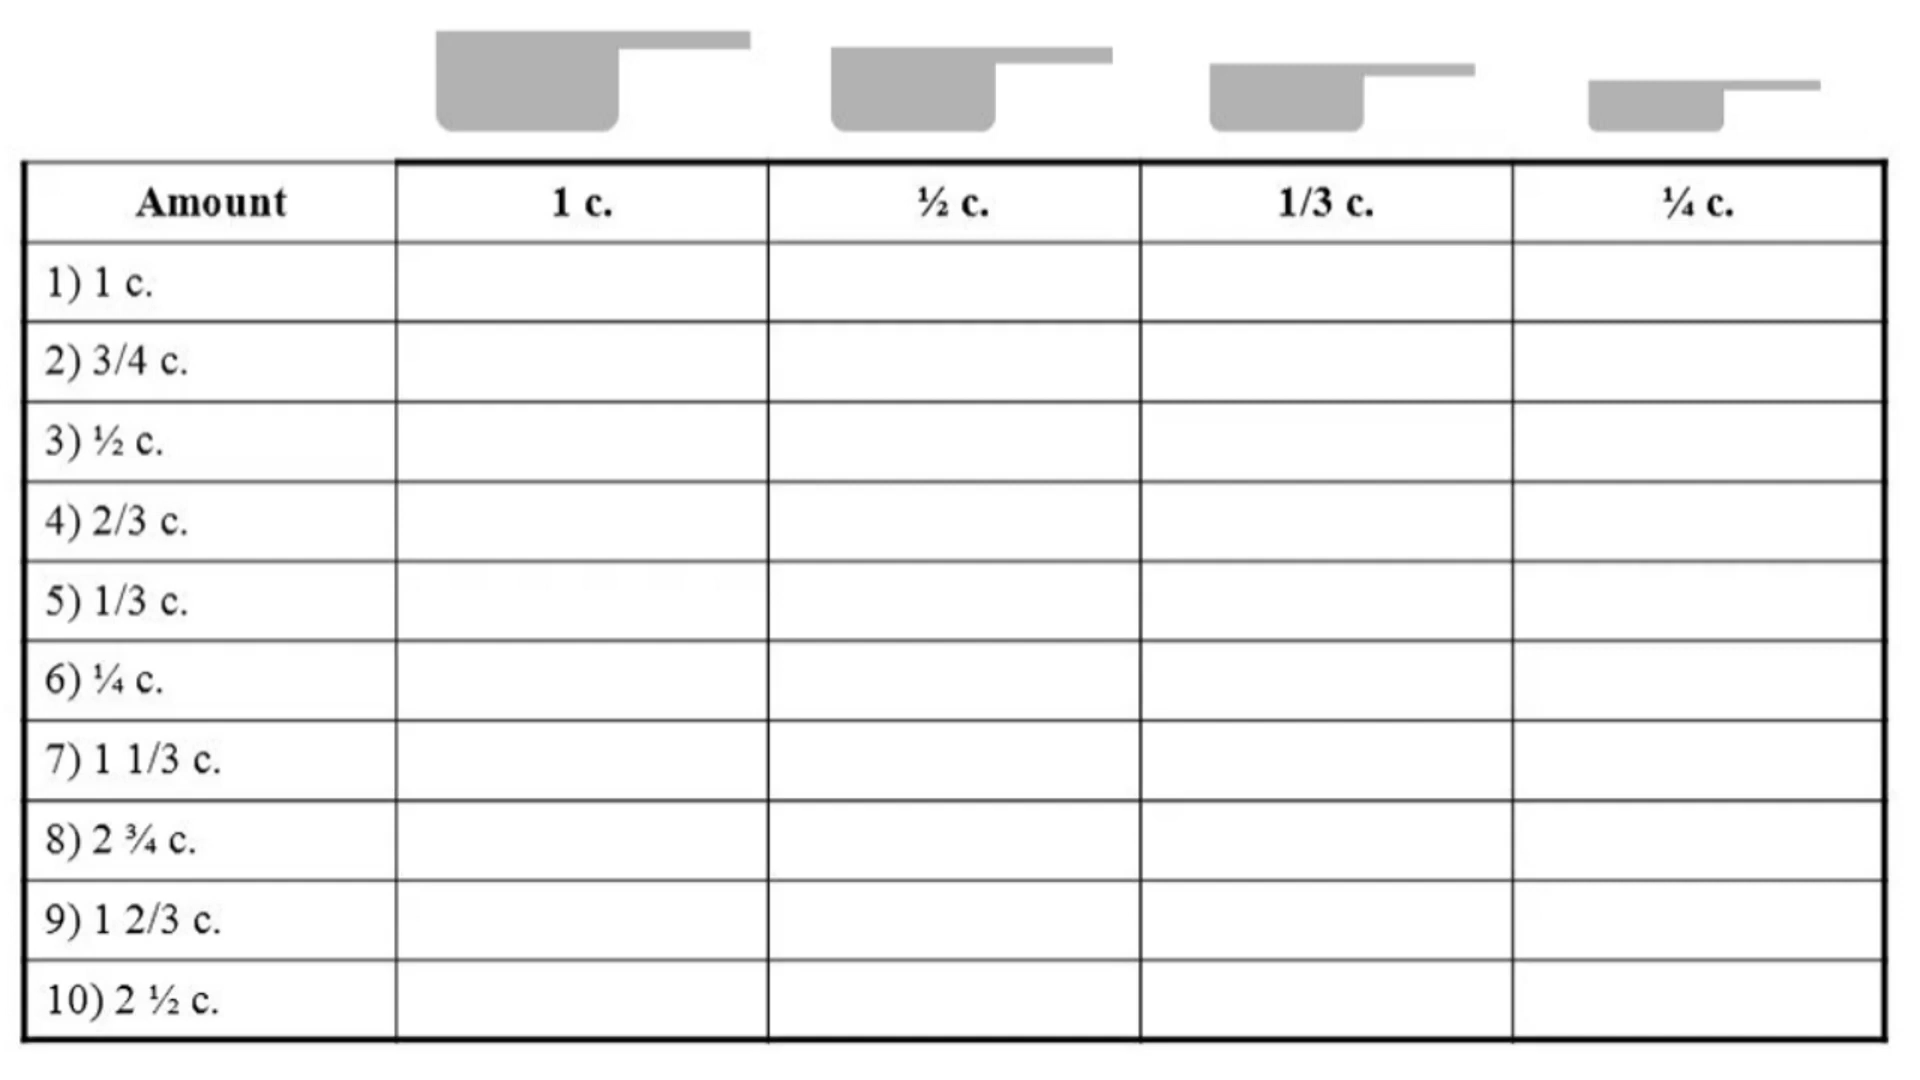 Amount 1 c. ½ c. 1/3 c. ¼ c.
1) 1 c.
2) 3/4 c.
3) ½ c.
4) 2/3 c.
5) 1/3 c.
6) ¼ c.
7) 1 1/3 c.
8) 2 ¾ c.
9) 1 2/3 c.
10) 2 ½ c.